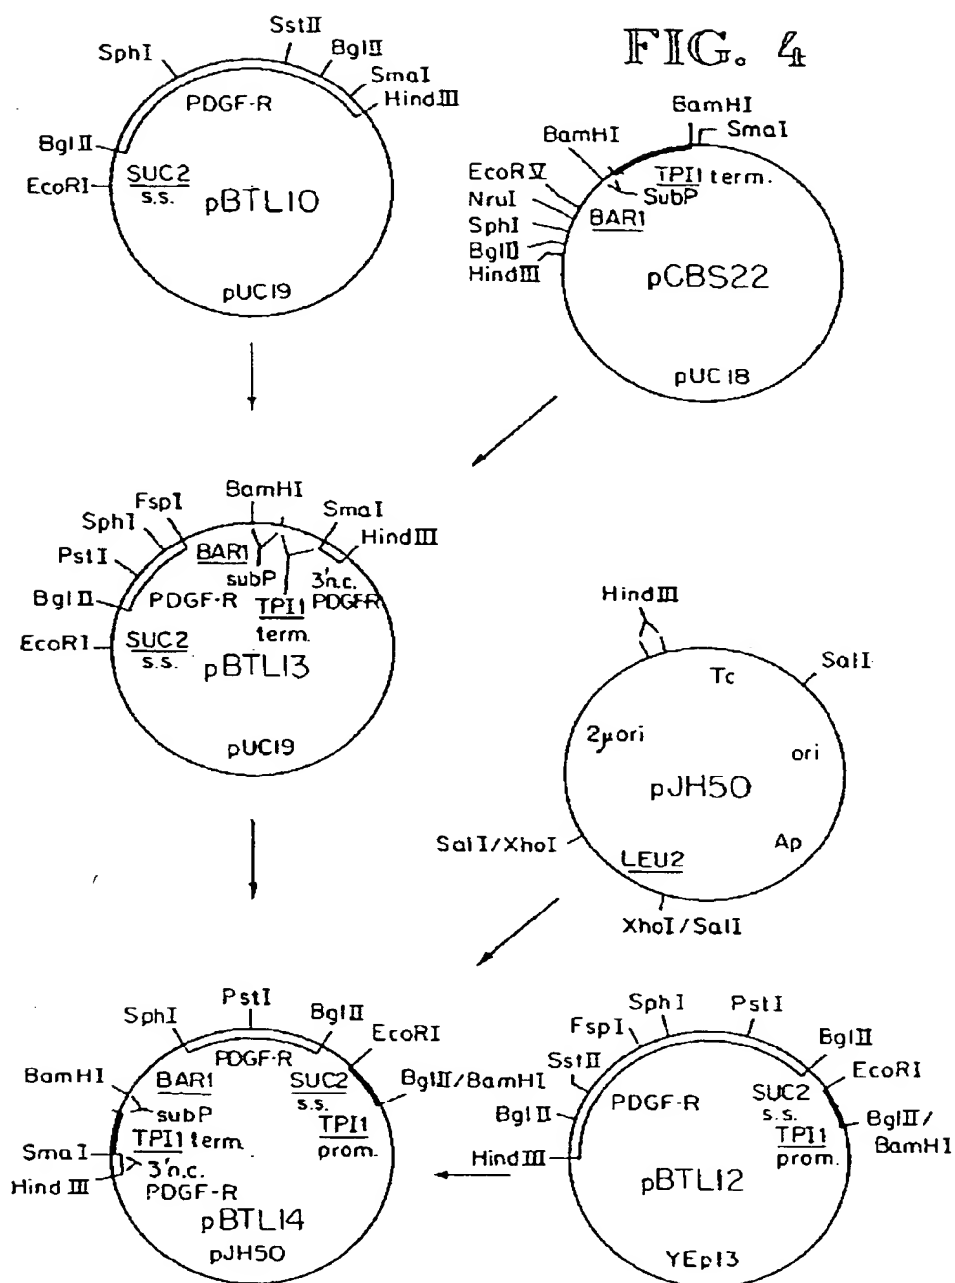 FIG. 4
SstII
BglII
SphI
SmaI
HindIII
PDGF-R
BglII
EcoRI
SUC2
s.s.
pBTL10
pUC19
BamHI
SmaI
BamHI
EcoRV
TPI1 term.
SubP
NruI
BAR1
SphI
BglII
HindIII
pCBS22
pUC18
BamHI
FspI
SmaI
SphI
HindIII
PstI
BAR1
subP
3'n.c.
PDGF-R
BglII
PDGF-R
TPI1
term.
EcoRI
SUC2
s.s.
pBTL13
pUC19
HindIII
SalI
Tc
2μori
ori
pJH50
SalI/XhoI
Ap
LEU2
XhoI/SalI
PstI
SphI
BglII
EcoRI
PDGF-R
BamHI
BAR1
SUC2
s.s.
BglII/BamHI
subP
TPI1 term.
TPI1
prom.
SmaI
3'n.c.
HindIII
PDGF-R
pBTL14
pJH50
SphI
PstI
FspI
BglII
SstII
EcoRI
PDGF-R
SUC2
s.s.
BglII/
BamHI
BglII
TPI1
prom.
HindIII
pBTL12
YEp13